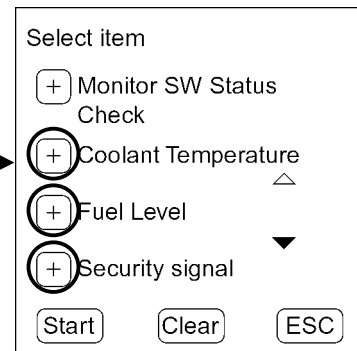 Select item
+ Monitor SW Status
Check
+ Coolant Temperature
+ Fuel Level
+ Security signal
Start Clear ESC